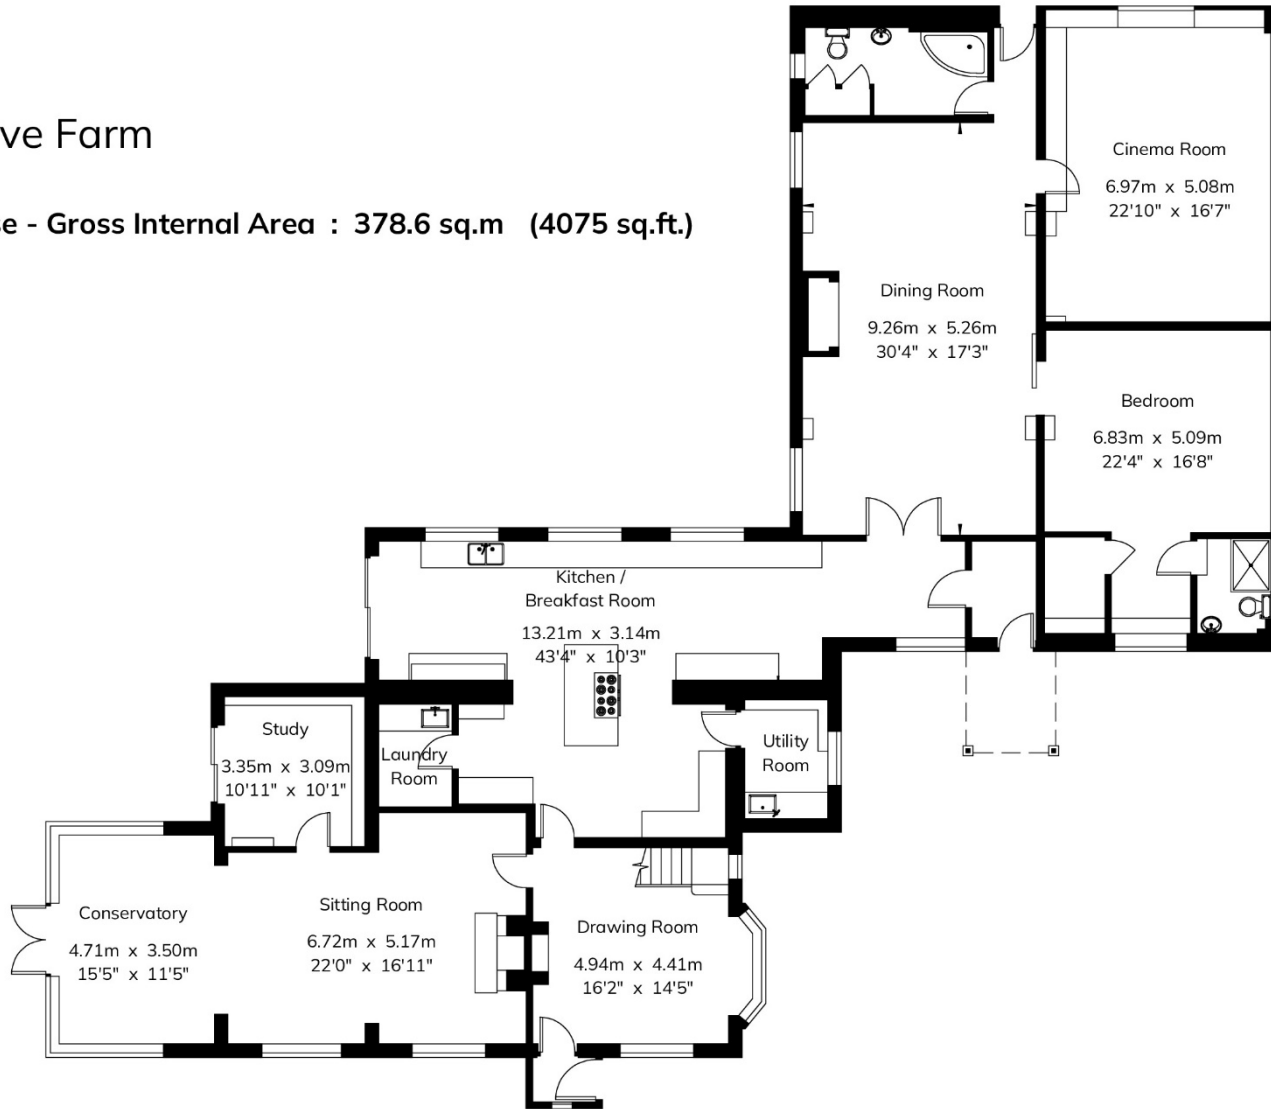 ve Farm
e - Gross Internal Area : 378.6 sq.m (4075 sq.ft.)
Cinema Room
6.97m x 5.08m
22'10" x 16'7"
Dining Room
9.26m x 5.26m
30'4" x 17'3"
Bedroom
6.83m x 5.09m
22'4" x 16'8"
Kitchen /
Breakfast Room
13.21m x 3.14m
43'4" x 10'3"
Study
3.35m x 3.09m
10'11" x 10'1"
Laundry
Room
Utility
Room
Conservatory
4.71m x 3.50m
15'5" x 11'5"
Sitting Room
6.72m x 5.17m
22'0" x 16'11"
Drawing Room
4.94m x 4.41m
16'2" x 14'5"